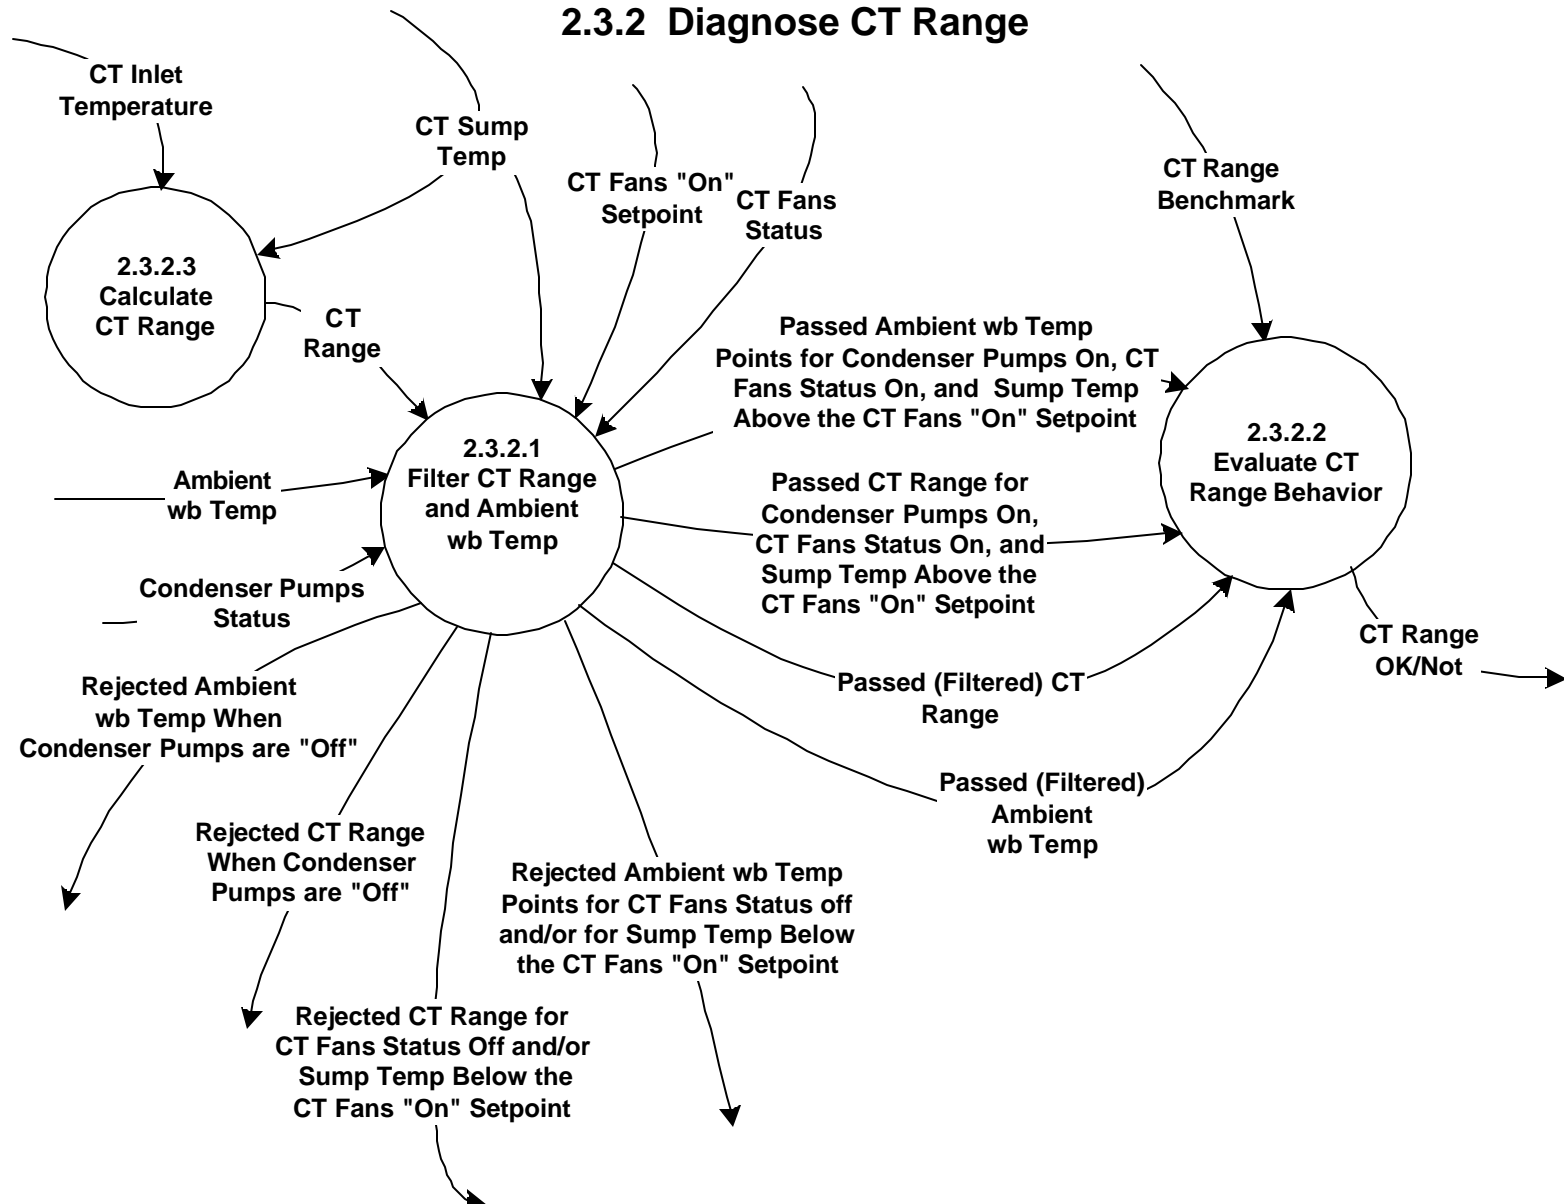 2.3.2 Diagnose CT Range
CT Inlet
Temperature
CT Sump
Temp
CT Fans "On"
Setpoint
CT Fans
Status
CT Range
Benchmark
2.3.2.3
Calculate
CT Range
CT
Range
Passed Ambient wb Temp
Points for Condenser Pumps On, CT
Fans Status On, and Sump Temp
Above the CT Fans "On" Setpoint
2.3.2.2
Evaluate CT
Range Behavior
2.3.2.1
Filter CT Range
and Ambient
wb Temp
Ambient
wb Temp
Passed CT Range for
Condenser Pumps On,
CT Fans Status On, and
Sump Temp Above the
CT Fans "On" Setpoint
Condenser Pumps
Status
CT Range
OK/Not
Rejected Ambient
wb Temp When
Condenser Pumps are "Off"
Passed (Filtered) CT
Range
Passed (Filtered)
Ambient
wb Temp
Rejected CT Range
When Condenser
Pumps are "Off"
Rejected Ambient wb Temp
Points for CT Fans Status off
and/or for Sump Temp Below
the CT Fans "On" Setpoint
Rejected CT Range for
CT Fans Status Off and/or
Sump Temp Below the
CT Fans "On" Setpoint